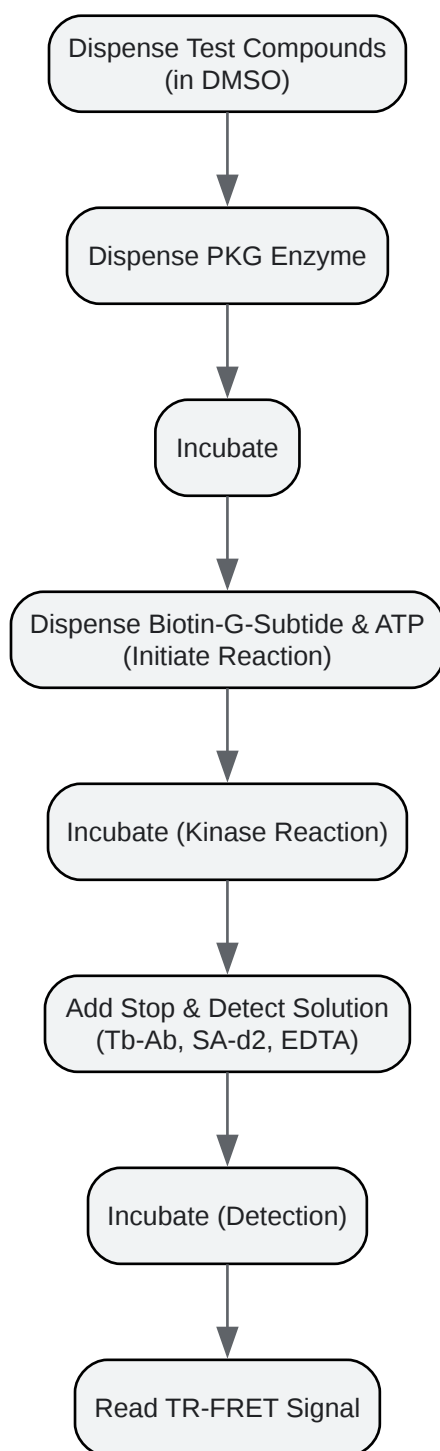 Dispense Test Compounds
(in DMSO)
Dispense PKG Enzyme
Incubate
Dispense Biotin-G-Subtide & ATP
(Initiate Reaction)
Incubate (Kinase Reaction)
Add Stop & Detect Solution
(Tb-Ab, SA-d2, EDTA)
Incubate (Detection)
Read TR-FRET Signal